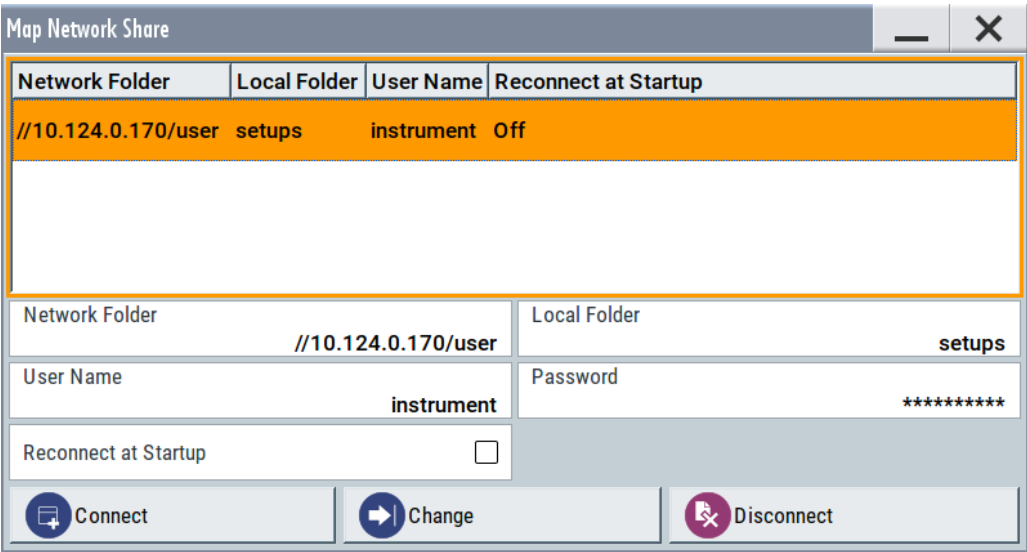 Map Network Share
Network Folder Local Folder User Name Reconnect at Startup
//10.124.0.170/user setups instrument Off
Network Folder Local Folder
//10.124.0.170/user setups
User Name Password
instrument **********
Reconnect at Startup
Connect Change Disconnect